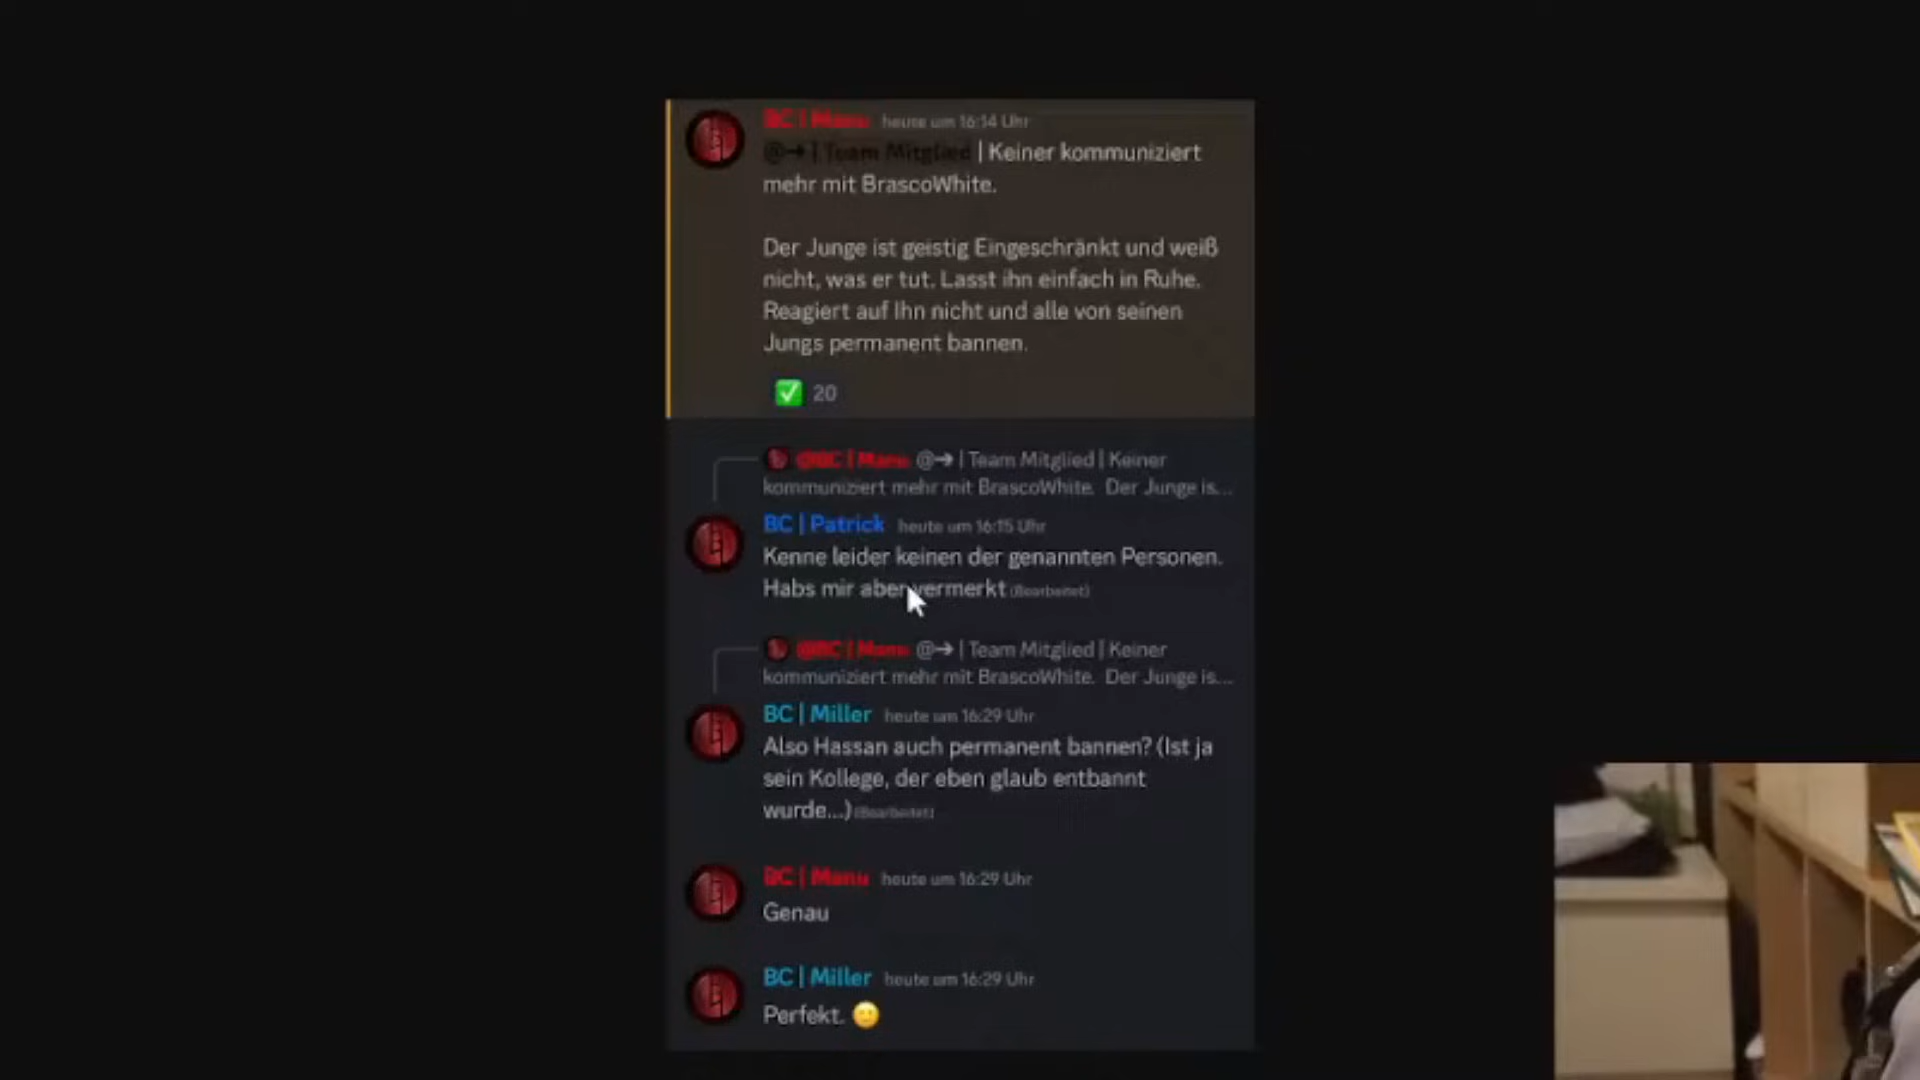 BC | Manu heute um 16:14 Uhr
@➔ | Team Mitglied | Keiner kommuniziert
mehr mit BrascoWhite.
Der Junge ist geistig Eingeschränkt und weiß
nicht, was er tut. Lasst ihn einfach in Ruhe.
Reagiert auf Ihn nicht und alle von seinen
Jungs permanent bannen.
✅ 20
@BC | Manu @➔ | Team Mitglied | Keiner
kommuniziert mehr mit BrascoWhite. Der Junge is...
BC | Patrick heute um 16:15 Uhr
Kenne leider keinen der genannten Personen.
Habs mir aber vermerkt (Bearbeitet)
@BC | Manu @➔ | Team Mitglied | Keiner
kommuniziert mehr mit BrascoWhite. Der Junge is...
BC | Miller heute um 16:29 Uhr
Also Hassan auch permanent bannen? (Ist ja
sein Kollege, der eben glaub entbannt
wurde...) (Bearbeitet)
BC | Manu heute um 16:29 Uhr
Genau
BC | Miller heute um 16:29 Uhr
Perfekt. 🙂